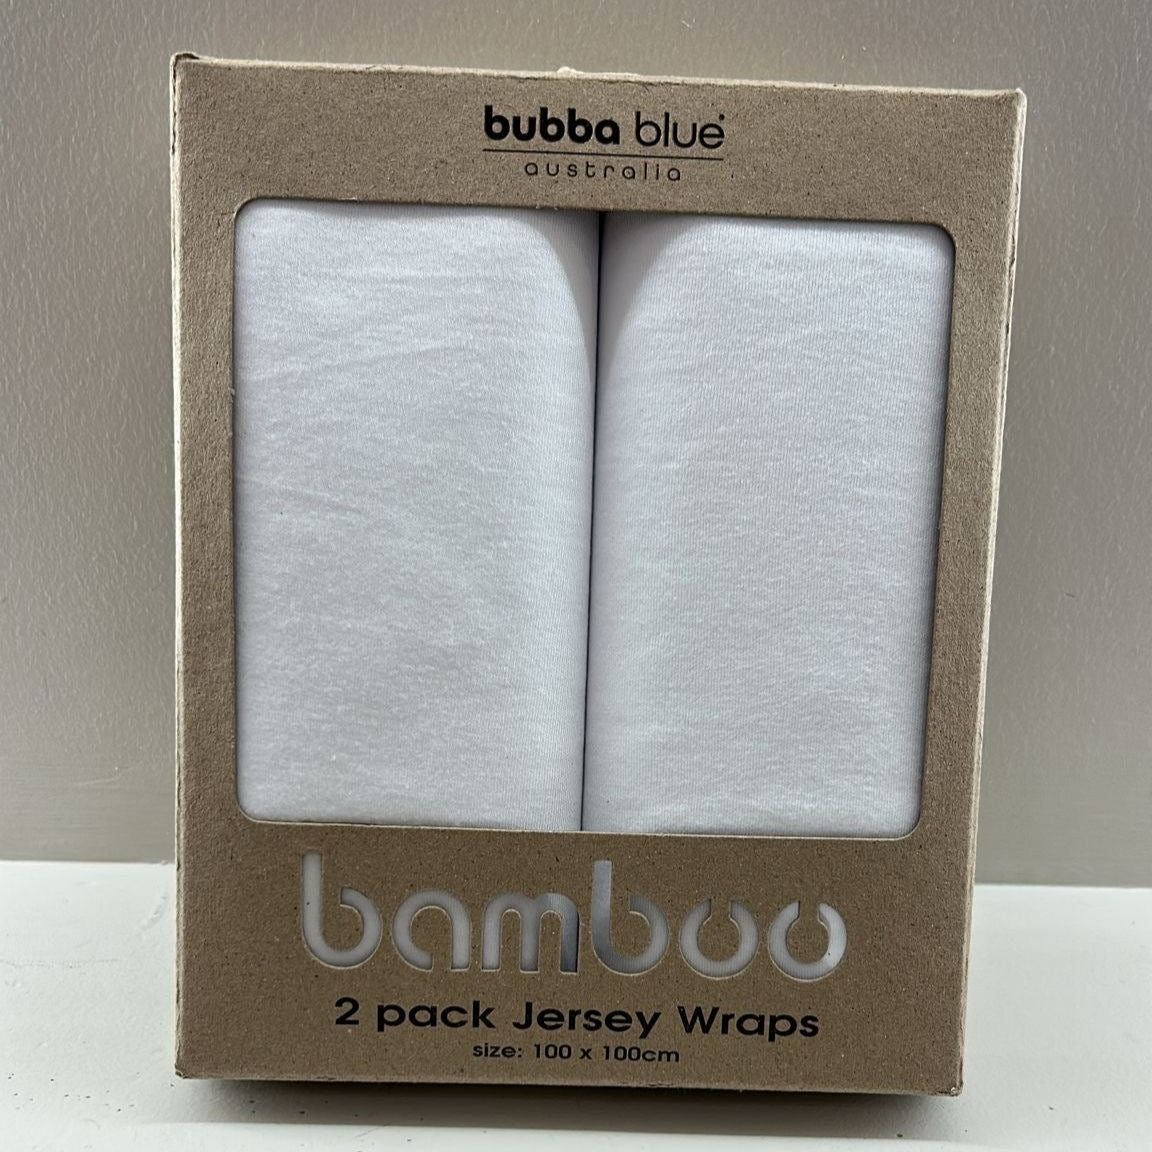 bubba blue
australia
bamboo
2 pack Jersey Wraps
size: 100 x 100cm